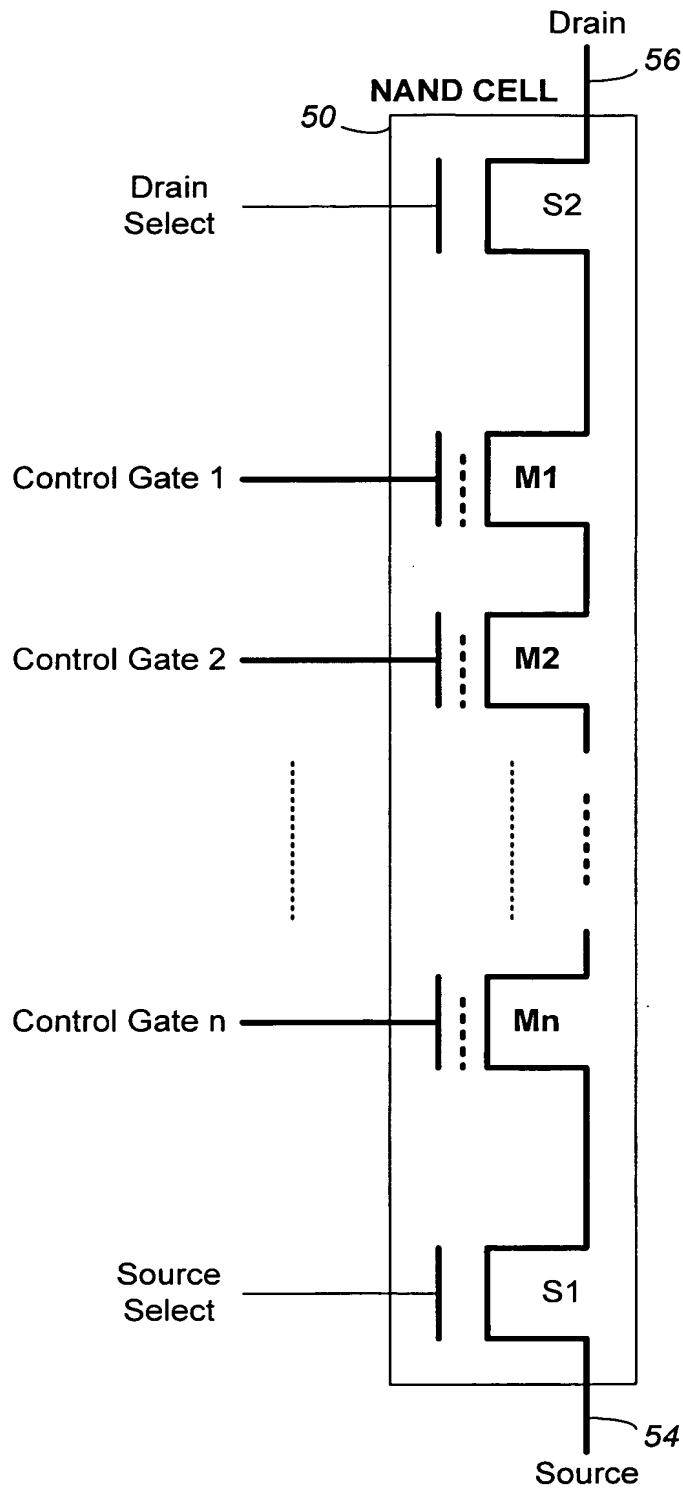 Drain
56
NAND CELL
50
Drain
Select
S2
Control Gate 1
M1
Control Gate 2
M2
Control Gate n
Mn
Source
Select
S1
54
Source